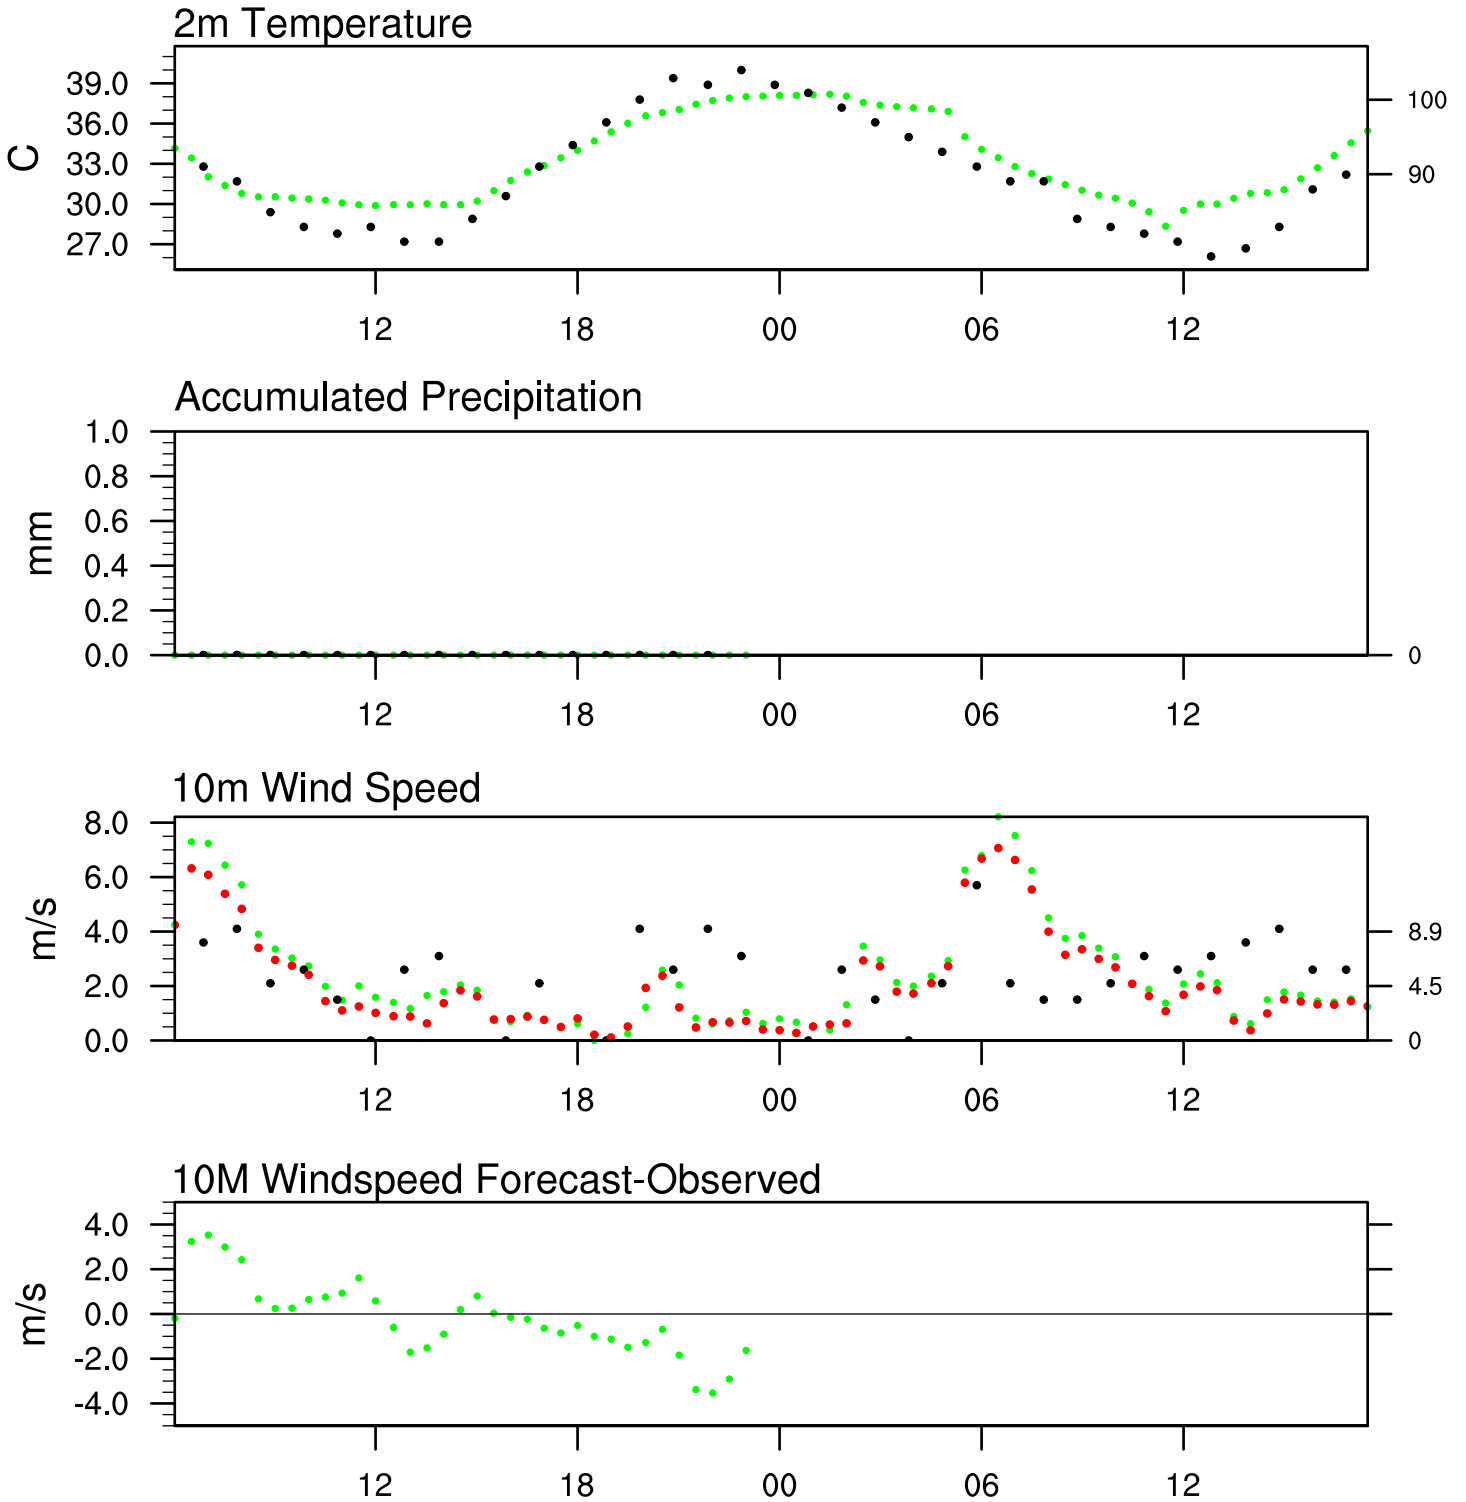 2m Temperature
39.0
36.0
33.0
30.0
27.0
C
100
90
12 18 00 06 12
Accumulated Precipitation
1.0
0.8
0.6
0.4
0.2
0.0
mm
0
12 18 00 06 12
10m Wind Speed
8.0
6.0
4.0
2.0
0.0
m/s
8.9
4.5
0
12 18 00 06 12
10M Windspeed Forecast-Observed
4.0
2.0
0.0
-2.0
-4.0
m/s
12 18 00 06 12